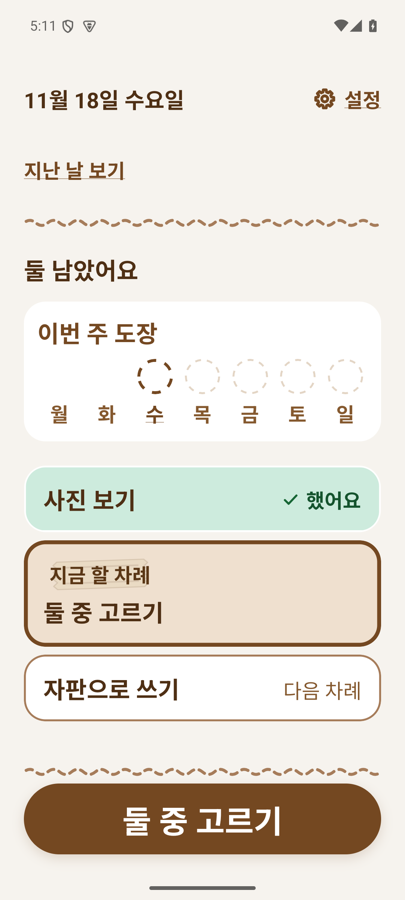 5:11
11월 18일 수요일
설정
지난 날 보기
둘 남았어요
이번 주 도장
월 화 수 목 금 토 일
사진 보기
했어요
지금 할 차례
둘 중 고르기
자판으로 쓰기
다음 차례
둘 중 고르기